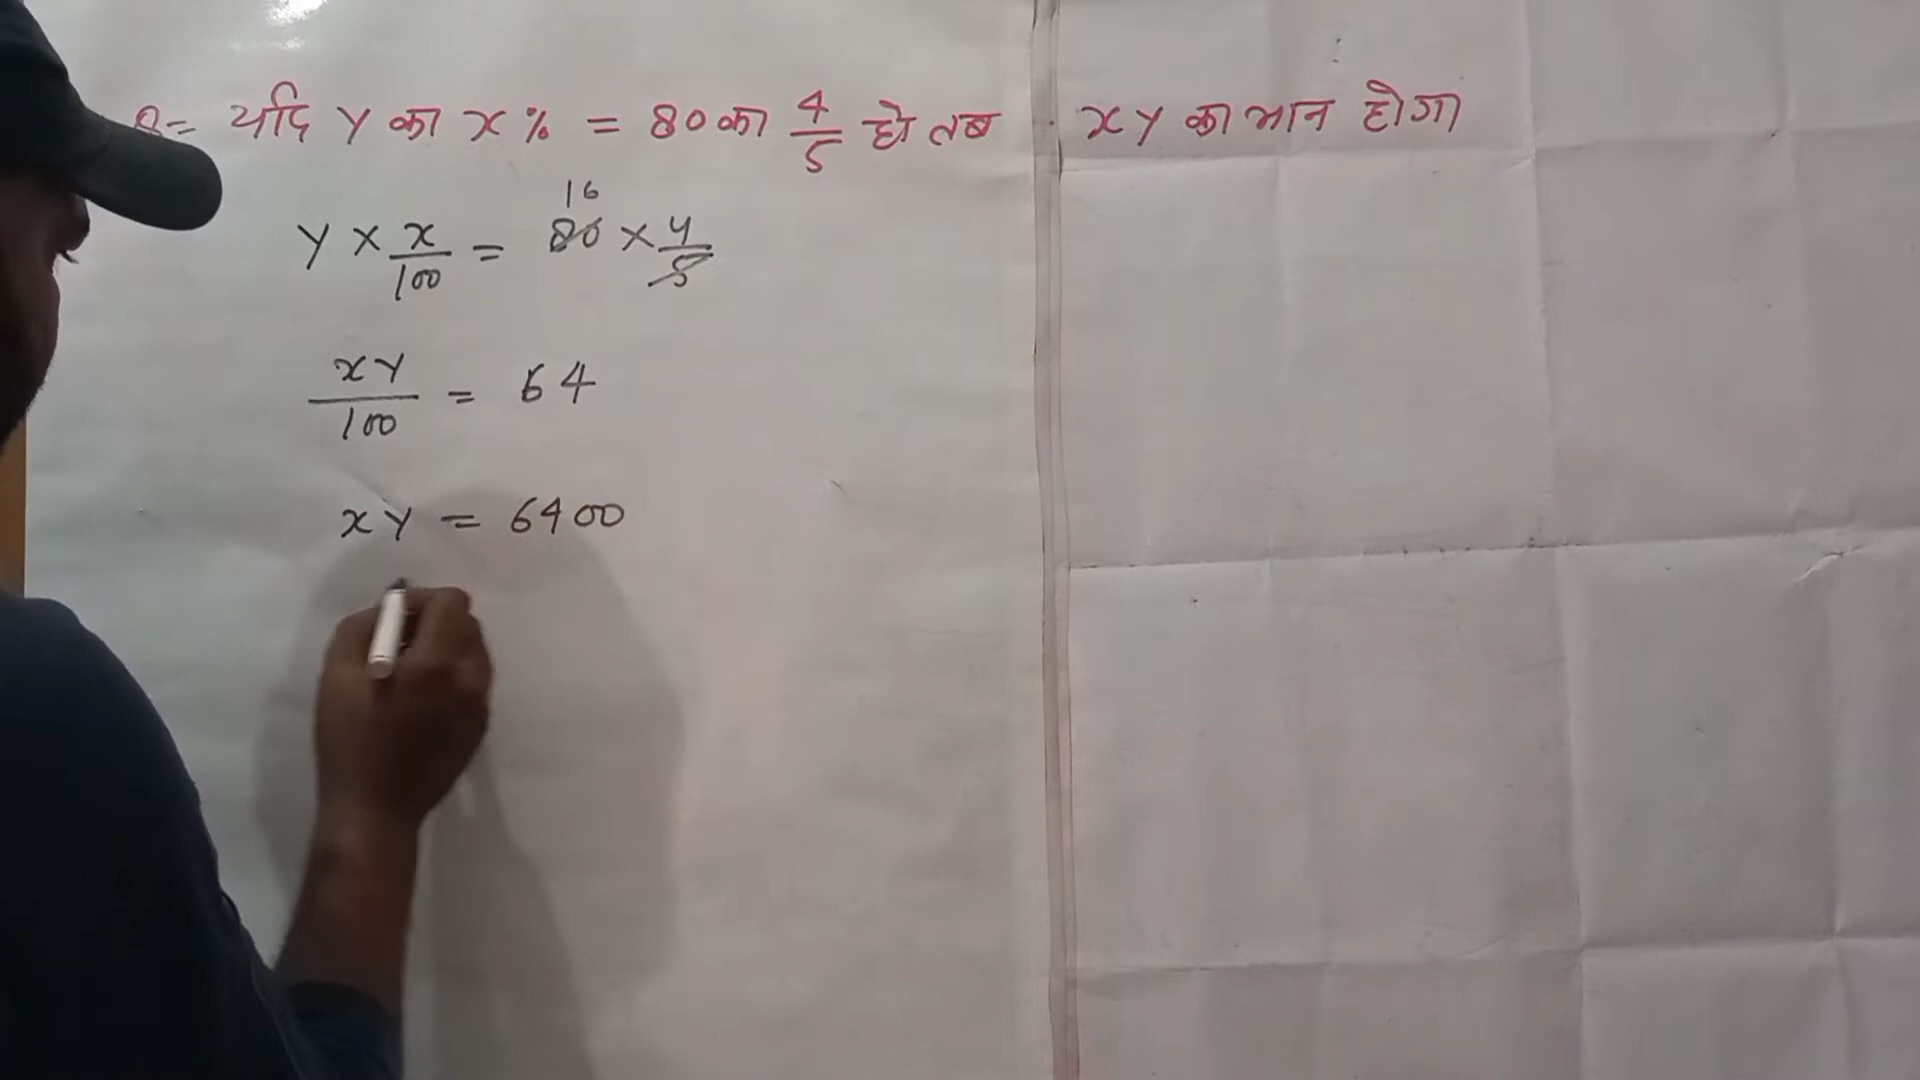 Q= यदि Y का x% = 80 का 4/5 हो तब xy का मान होगा
16
Y × x/100 = 80 × 4/5
xy/100 = 64
xy = 6400